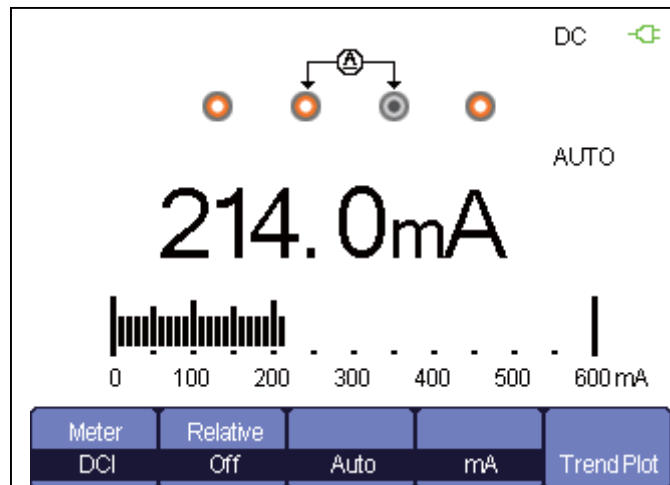 DC
A
AUTO
214.0mA
0 100 200 300 400 500 600 mA
Meter Relative
DCI Off Auto mA Trend Plot